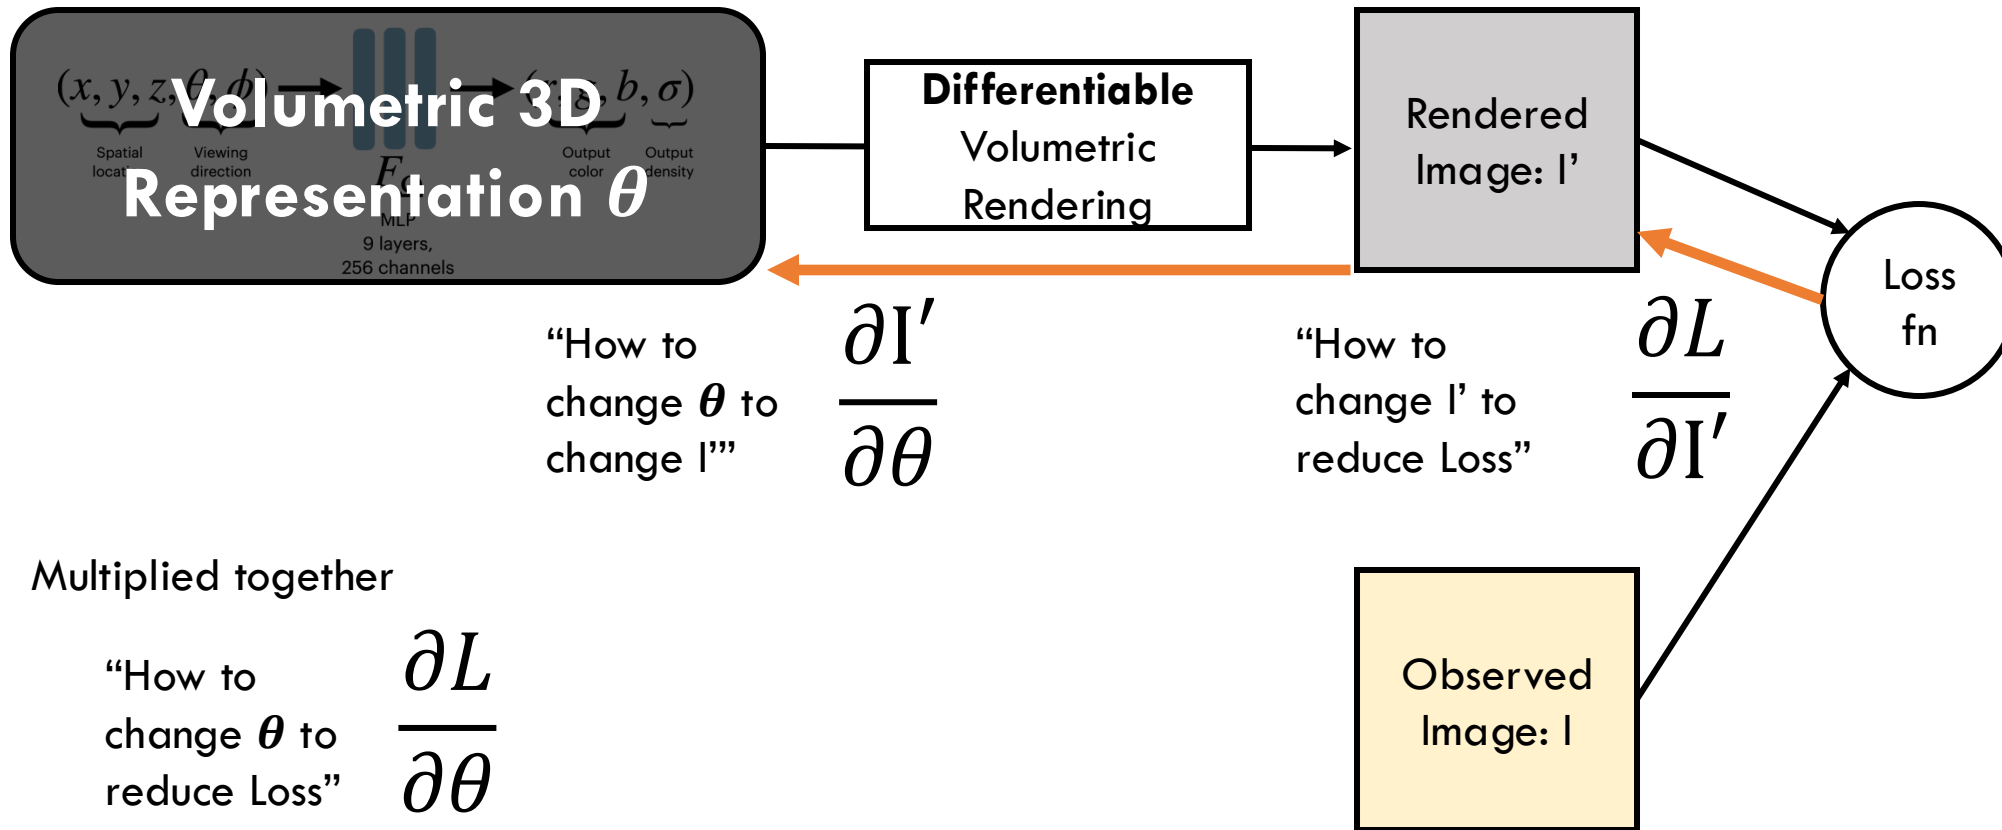 (x, y, z, θ, ϕ) → → (r, g, b, σ)
Spatial location
Viewing direction
Output color
Output density
F
MLP
9 layers,
256 channels
Volumetric 3D
Representation θ
Differentiable
Volumetric
Rendering
Rendered
Image: I’
Loss
fn
“How to
change θ to
change I’”
∂I′
∂θ
“How to
change I’ to
reduce Loss”
∂L
∂I′
Multiplied together
“How to
change θ to
reduce Loss”
∂L
∂θ
Observed
Image: I